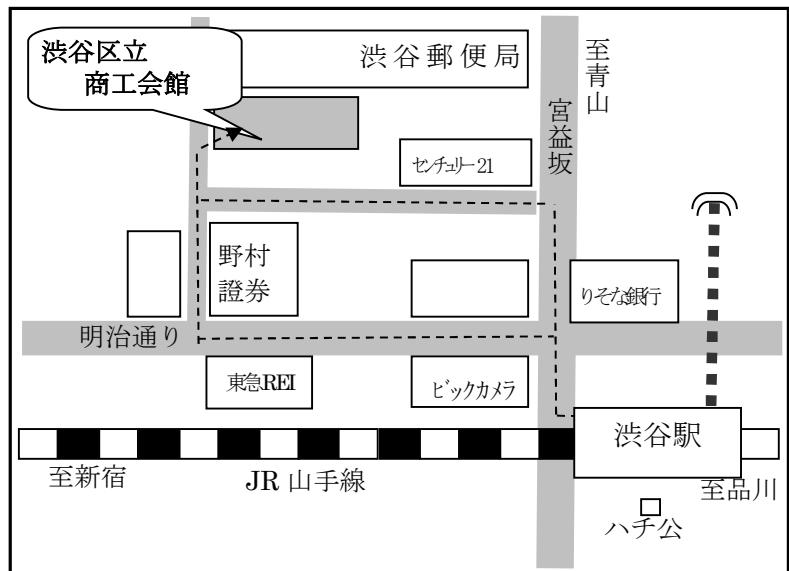 渋谷区立
商工会館
渋谷郵便局
至青山
宮益坂
ｾﾝﾁｭﾘｰ21
野村
證券
りそな銀行
明治通り
東急REI
ﾋﾞｯｸカメラ
渋谷駅
至新宿
JR山手線
至品川
ハチ公